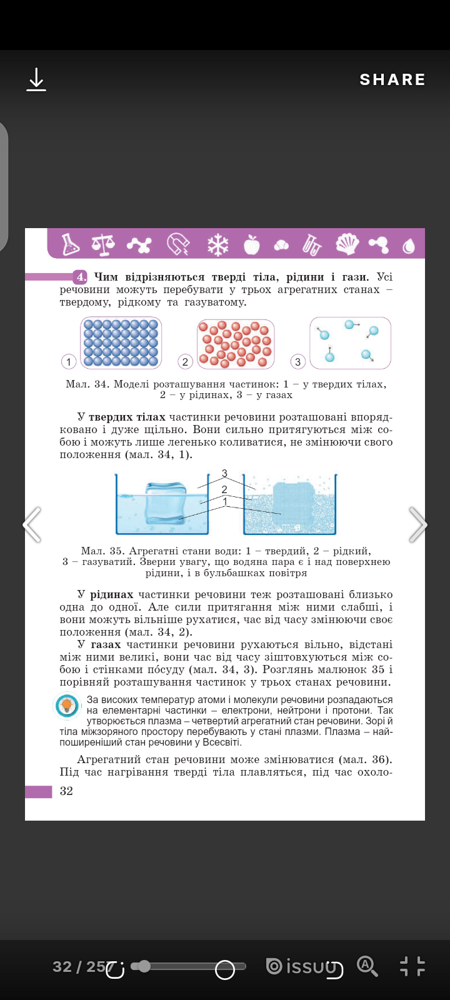 SHARE
4. Чим відрізняються тверді тіла, рідини і гази. Усі
речовини можуть перебувати у трьох агрегатних станах –
твердому, рідкому та газуватому.
1
2
3
Мал. 34. Моделі розташування частинок: 1 – у твердих тілах,
2 – у рідинах, 3 – у газах
У твердих тілах частинки речовини розташовані впоряд-
ковано і дуже щільно. Вони сильно притягуються між со-
бою і можуть лише легенько коливатися, не змінюючи свого
положення (мал. 34, 1).
3
2
1
Мал. 35. Агрегатні стани води: 1 – твердий, 2 – рідкий,
3 – газуватий. Зверни увагу, що водяна пара є і над поверхнею
рідини, і в бульбашках повітря
У рідинах частинки речовини теж розташовані близько
одна до одної. Але сили притягання між ними слабші, і
вони можуть вільніше рухатися, час від часу змінюючи своє
положення (мал. 34, 2).
У газах частинки речовини рухаються вільно, відстані
між ними великі, вони час від часу зіштовхуються між со-
бою і стінками по́суду (мал. 34, 3). Розглянь малюнок 35 і
порівняй розташування частинок у трьох станах речовини.
За високих температур атоми і молекули речовини розпадаються
на елементарні частинки – електрони, нейтрони і протони. Так
утворюється плазма – четвертий агрегатний стан речовини. Зорі й
тіла міжзоряного простору перебувають у стані плазми. Плазма – най-
поширеніший стан речовини у Всесвіті.
Агрегатний стан речовини може змінюватися (мал. 36).
Під час нагрівання тверді тіла плавляться, під час охоло-
32
32 / 257
issuu
A